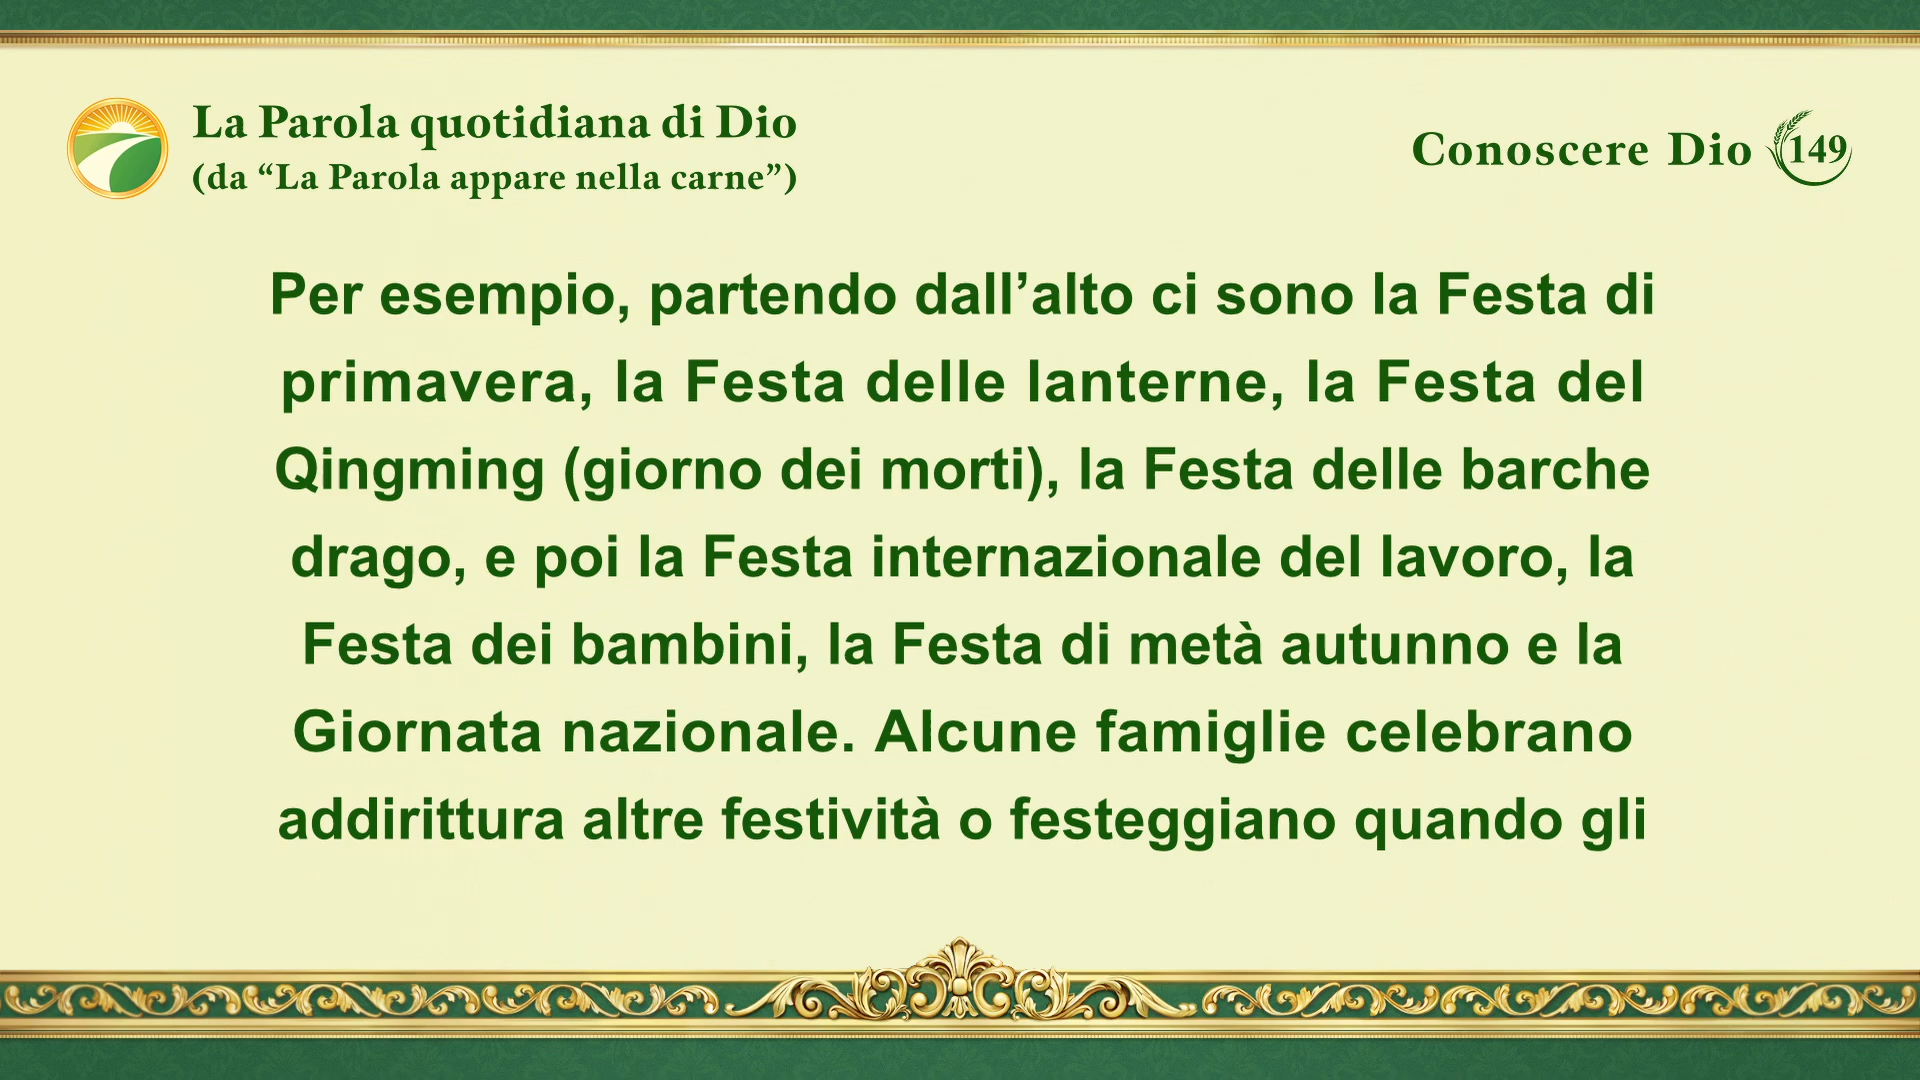 La Parola quotidiana di Dio
(da “La Parola appare nella carne”)
Conoscere Dio 149
Per esempio, partendo dall’alto ci sono la Festa di
primavera, la Festa delle lanterne, la Festa del
Qingming (giorno dei morti), la Festa delle barche
drago, e poi la Festa internazionale del lavoro, la
Festa dei bambini, la Festa di metà autunno e la
Giornata nazionale. Alcune famiglie celebrano
addirittura altre festività o festeggiano quando gli